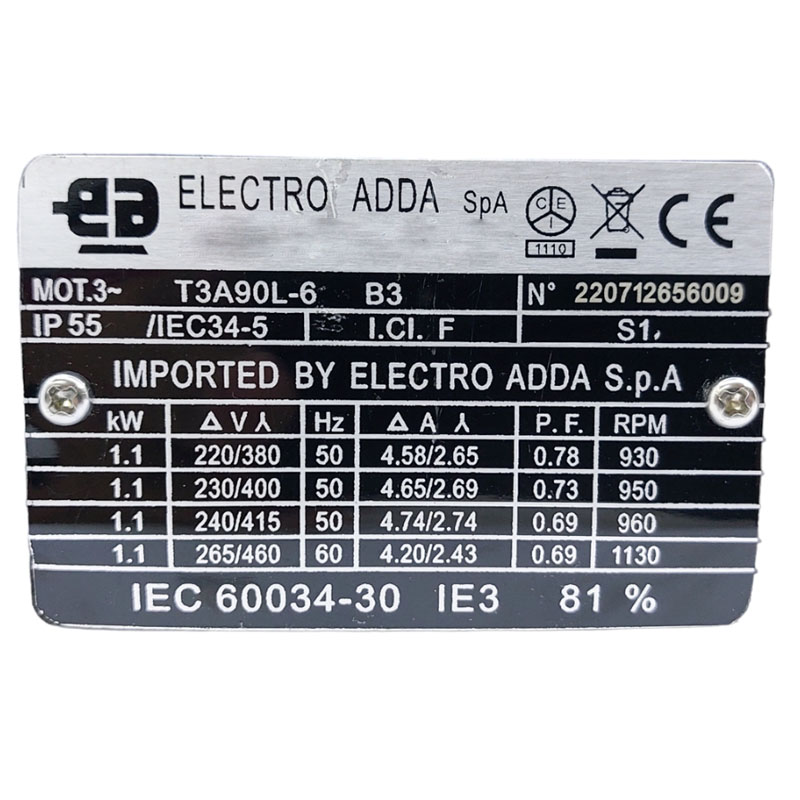 ea ELECTRO ADDA SpA CEI 1110 CE
MOT.3~ T3A90L-6 B3 N° 220712656009
IP 55 /IEC34-5 I.Cl. F S1,
IMPORTED BY ELECTRO ADDA S.p.A
kW Δ V ⅄ Hz Δ A ⅄ P. F. RPM
1.1 220/380 50 4.58/2.65 0.78 930
1.1 230/400 50 4.65/2.69 0.73 950
1.1 240/415 50 4.74/2.74 0.69 960
1.1 265/460 60 4.20/2.43 0.69 1130
IEC 60034-30 IE3 81 %